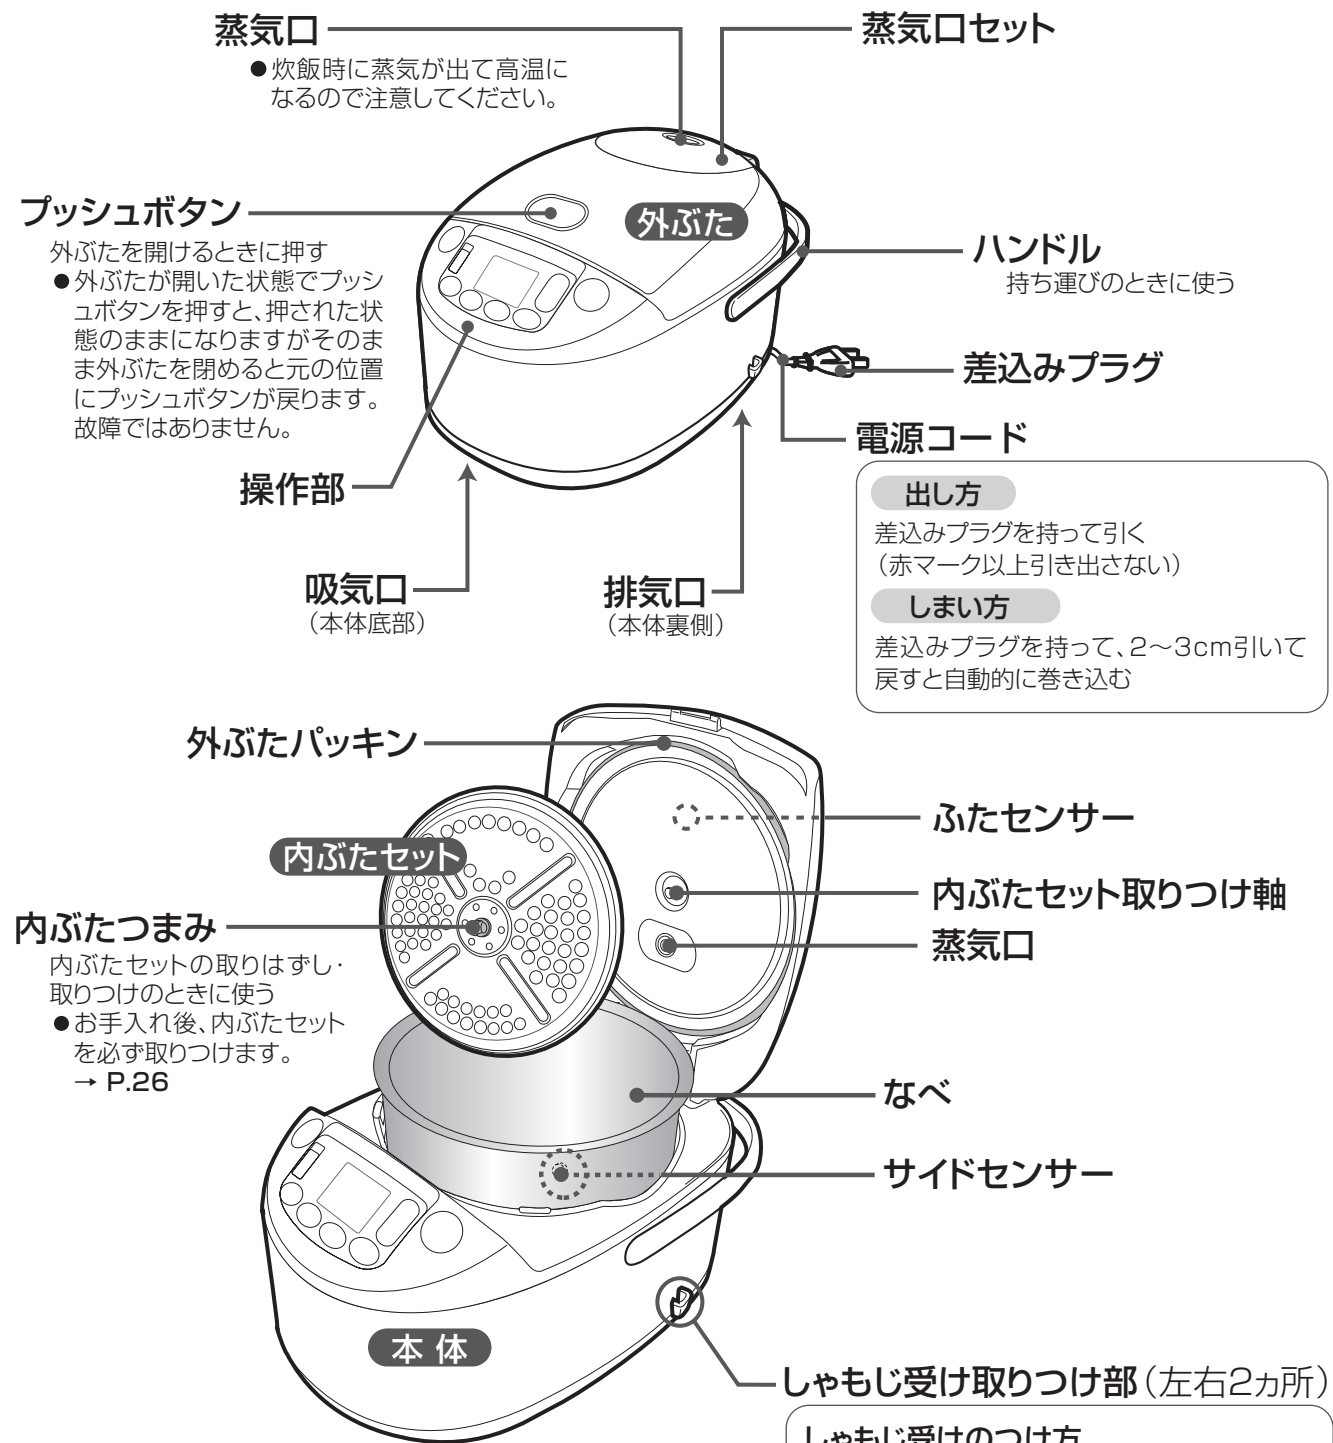 蒸気口
●炊飯時に蒸気が出て高温に
なるので注意してください。
蒸気口セット
プッシュボタン
外ぶたを開けるときに押す
●外ぶたが開いた状態でプッシ
ュボタンを押すと、押された状
態のままになりますがそのま
ま外ぶたを閉めると元の位置
にプッシュボタンが戻ります。
故障ではありません。
外ぶた
ハンドル
持ち運びのときに使う
差込みプラグ
電源コード
出し方
差込みプラグを持って引く
（赤マーク以上引き出さない）
しまい方
差込みプラグを持って、2〜3cm引いて
戻すと自動的に巻き込む
操作部
吸気口
（本体底部）
排気口
（本体裏側）
外ぶたパッキン
内ぶたセット
内ぶたつまみ
内ぶたセットの取りはずし・
取りつけのときに使う
●お手入れ後、内ぶたセット
を必ず取りつけます。
→ P.26
ふたセンサー
内ぶたセット取りつけ軸
蒸気口
なべ
サイドセンサー
本体
しゃもじ受け取りつけ部（左右2ヵ所）
しゃもじ受けのつけ方